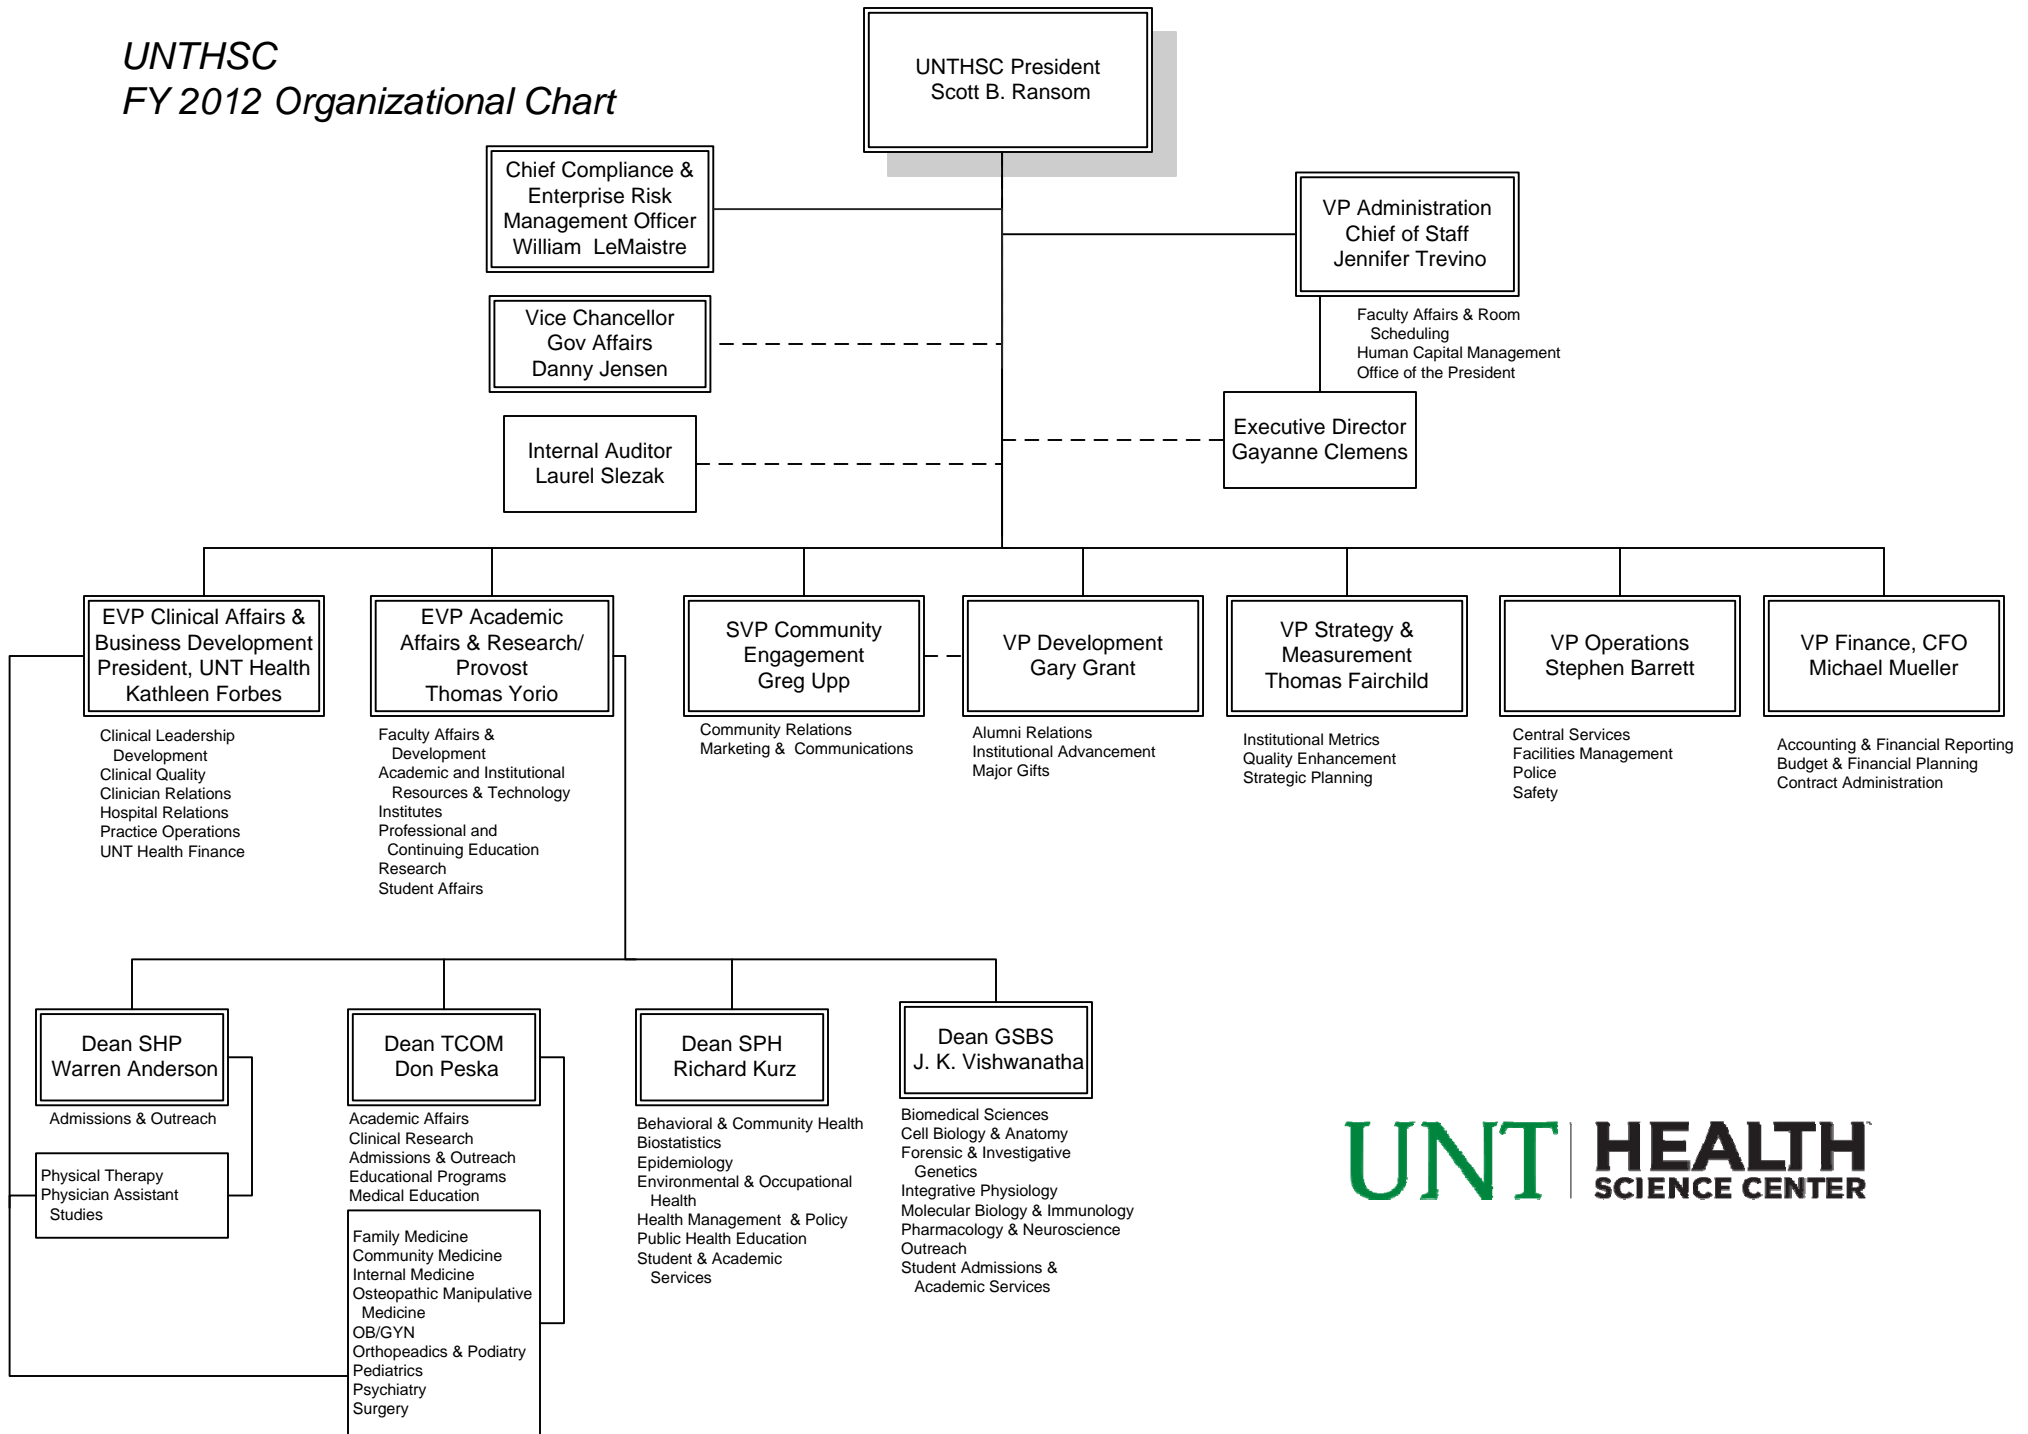 UNTHSC
FY 2012 Organizational Chart
UNTHSC President
Scott B. Ransom
Chief Compliance &
Enterprise Risk
Management Officer
William LeMaistre
VP Administration
Chief of Staff
Jennifer Trevino
Faculty Affairs & Room
Scheduling
Human Capital Management
Office of the President
Vice Chancellor
Gov Affairs
Danny Jensen
Internal Auditor
Laurel Slezak
Executive Director
Gayanne Clemens
EVP Clinical Affairs &
Business Development
President, UNT Health
Kathleen Forbes
Clinical Leadership
Development
Clinical Quality
Clinician Relations
Hospital Relations
Practice Operations
UNT Health Finance
EVP Academic
Affairs & Research/
Provost
Thomas Yorio
Faculty Affairs &
Development
Academic and Institutional
Resources & Technology
Institutes
Professional and
Continuing Education
Research
Student Affairs
SVP Community
Engagement
Greg Upp
Community Relations
Marketing & Communications
VP Development
Gary Grant
Alumni Relations
Institutional Advancement
Major Gifts
VP Strategy &
Measurement
Thomas Fairchild
Institutional Metrics
Quality Enhancement
Strategic Planning
VP Operations
Stephen Barrett
Central Services
Facilities Management
Police
Safety
VP Finance, CFO
Michael Mueller
Accounting & Financial Reporting
Budget & Financial Planning
Contract Administration
Dean SHP
Warren Anderson
Admissions & Outreach
Physical Therapy
Physician Assistant
Studies
Dean TCOM
Don Peska
Academic Affairs
Clinical Research
Admissions & Outreach
Educational Programs
Medical Education
Family Medicine
Community Medicine
Internal Medicine
Osteopathic Manipulative
Medicine
OB/GYN
Orthopeadics & Podiatry
Pediatrics
Psychiatry
Surgery
Dean SPH
Richard Kurz
Behavioral & Community Health
Biostatistics
Epidemiology
Environmental & Occupational
Health
Health Management & Policy
Public Health Education
Student & Academic
Services
Dean GSBS
J. K. Vishwanatha
Biomedical Sciences
Cell Biology & Anatomy
Forensic & Investigative
Genetics
Integrative Physiology
Molecular Biology & Immunology
Pharmacology & Neuroscience
Outreach
Student Admissions &
Academic Services
UNT HEALTH
SCIENCE CENTER